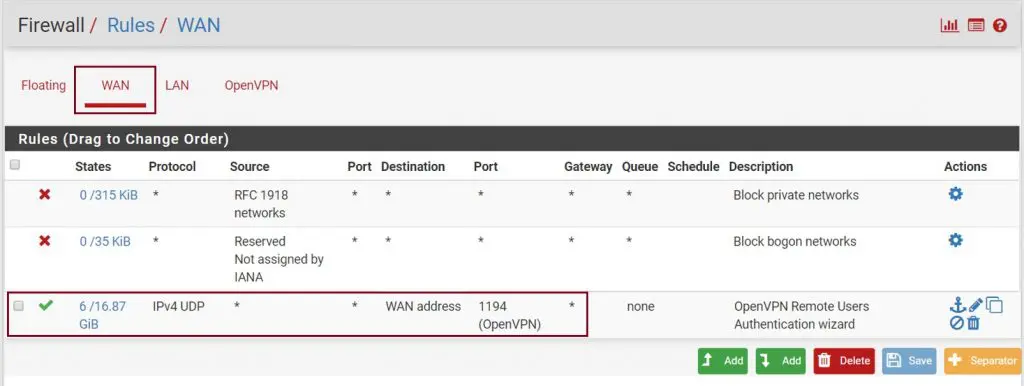 Firewall / Rules / WAN
Floating WAN LAN OpenVPN
Rules (Drag to Change Order)
States Protocol Source Port Destination Port Gateway Queue Schedule Description Actions
0 /315 KiB * RFC 1918 * * * * * Block private networks
networks
0 /35 KiB * Reserved * * * * * Block bogon networks
Not assigned by
IANA
6 /16.87 IPv4 UDP * * WAN address 1194 * none OpenVPN Remote Users
GiB (OpenVPN) Authentication wizard
Add Add Delete Save Separator